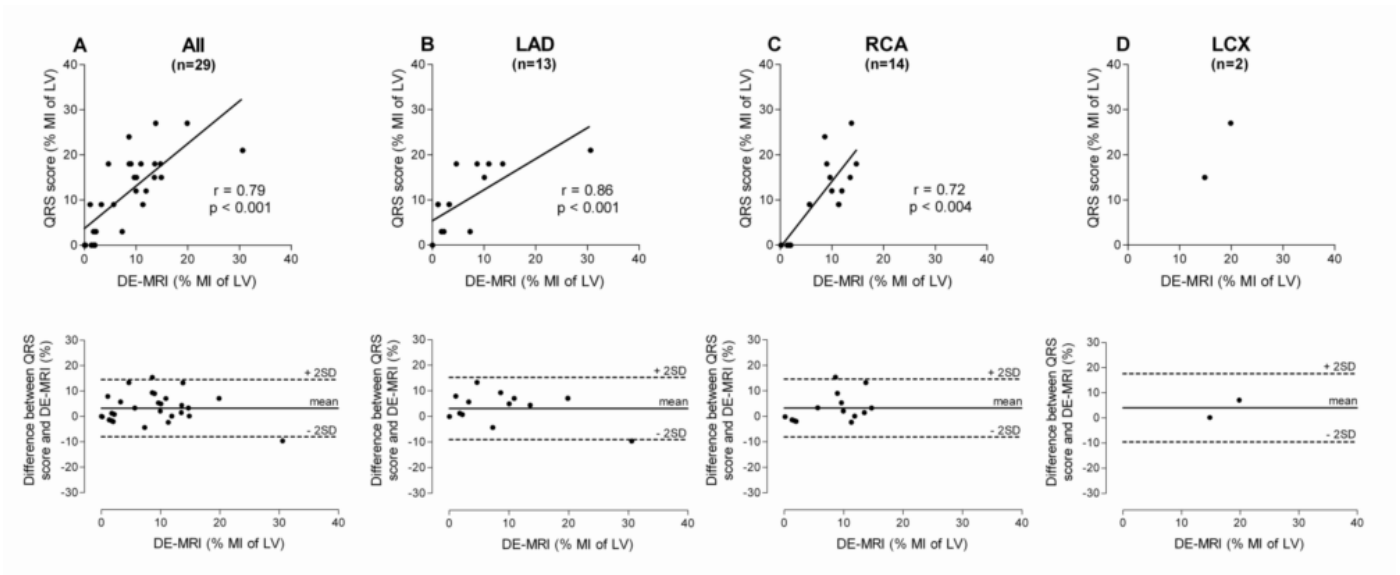 A
All
(n=29)
QRS score (% MI of LV)
40
30
20
10
0
r = 0.79
p < 0.001
0 10 20 30 40
DE-MRI (% MI of LV)
B
LAD
(n=13)
QRS score (% MI of LV)
40
30
20
10
0
r = 0.86
p < 0.001
0 10 20 30 40
DE-MRI (% MI of LV)
C
RCA
(n=14)
QRS score (% MI of LV)
40
30
20
10
0
r = 0.72
p < 0.004
0 10 20 30 40
DE-MRI (% MI of LV)
D
LCX
(n=2)
QRS score (% MI of LV)
40
30
20
10
0
0 10 20 30 40
DE-MRI (% MI of LV)
Difference between QRS
score and DE-MRI (%)
30
20
10
0
-10
-20
-30
+ 2SD
mean
- 2SD
0 10 20 30 40
DE-MRI (% MI of LV)
Difference between QRS
score and DE-MRI (%)
30
20
10
0
-10
-20
-30
+ 2SD
mean
- 2SD
0 10 20 30 40
DE-MRI (% MI of LV)
Difference between QRS
score and DE-MRI (%)
30
20
10
0
-10
-20
-30
+ 2SD
mean
- 2SD
0 10 20 30 40
DE-MRI (% MI of LV)
Difference between QRS
score and DE-MRI (%)
30
20
10
0
-10
-20
-30
+ 2SD
mean
- 2SD
0 10 20 30 40
DE-MRI (% MI of LV)